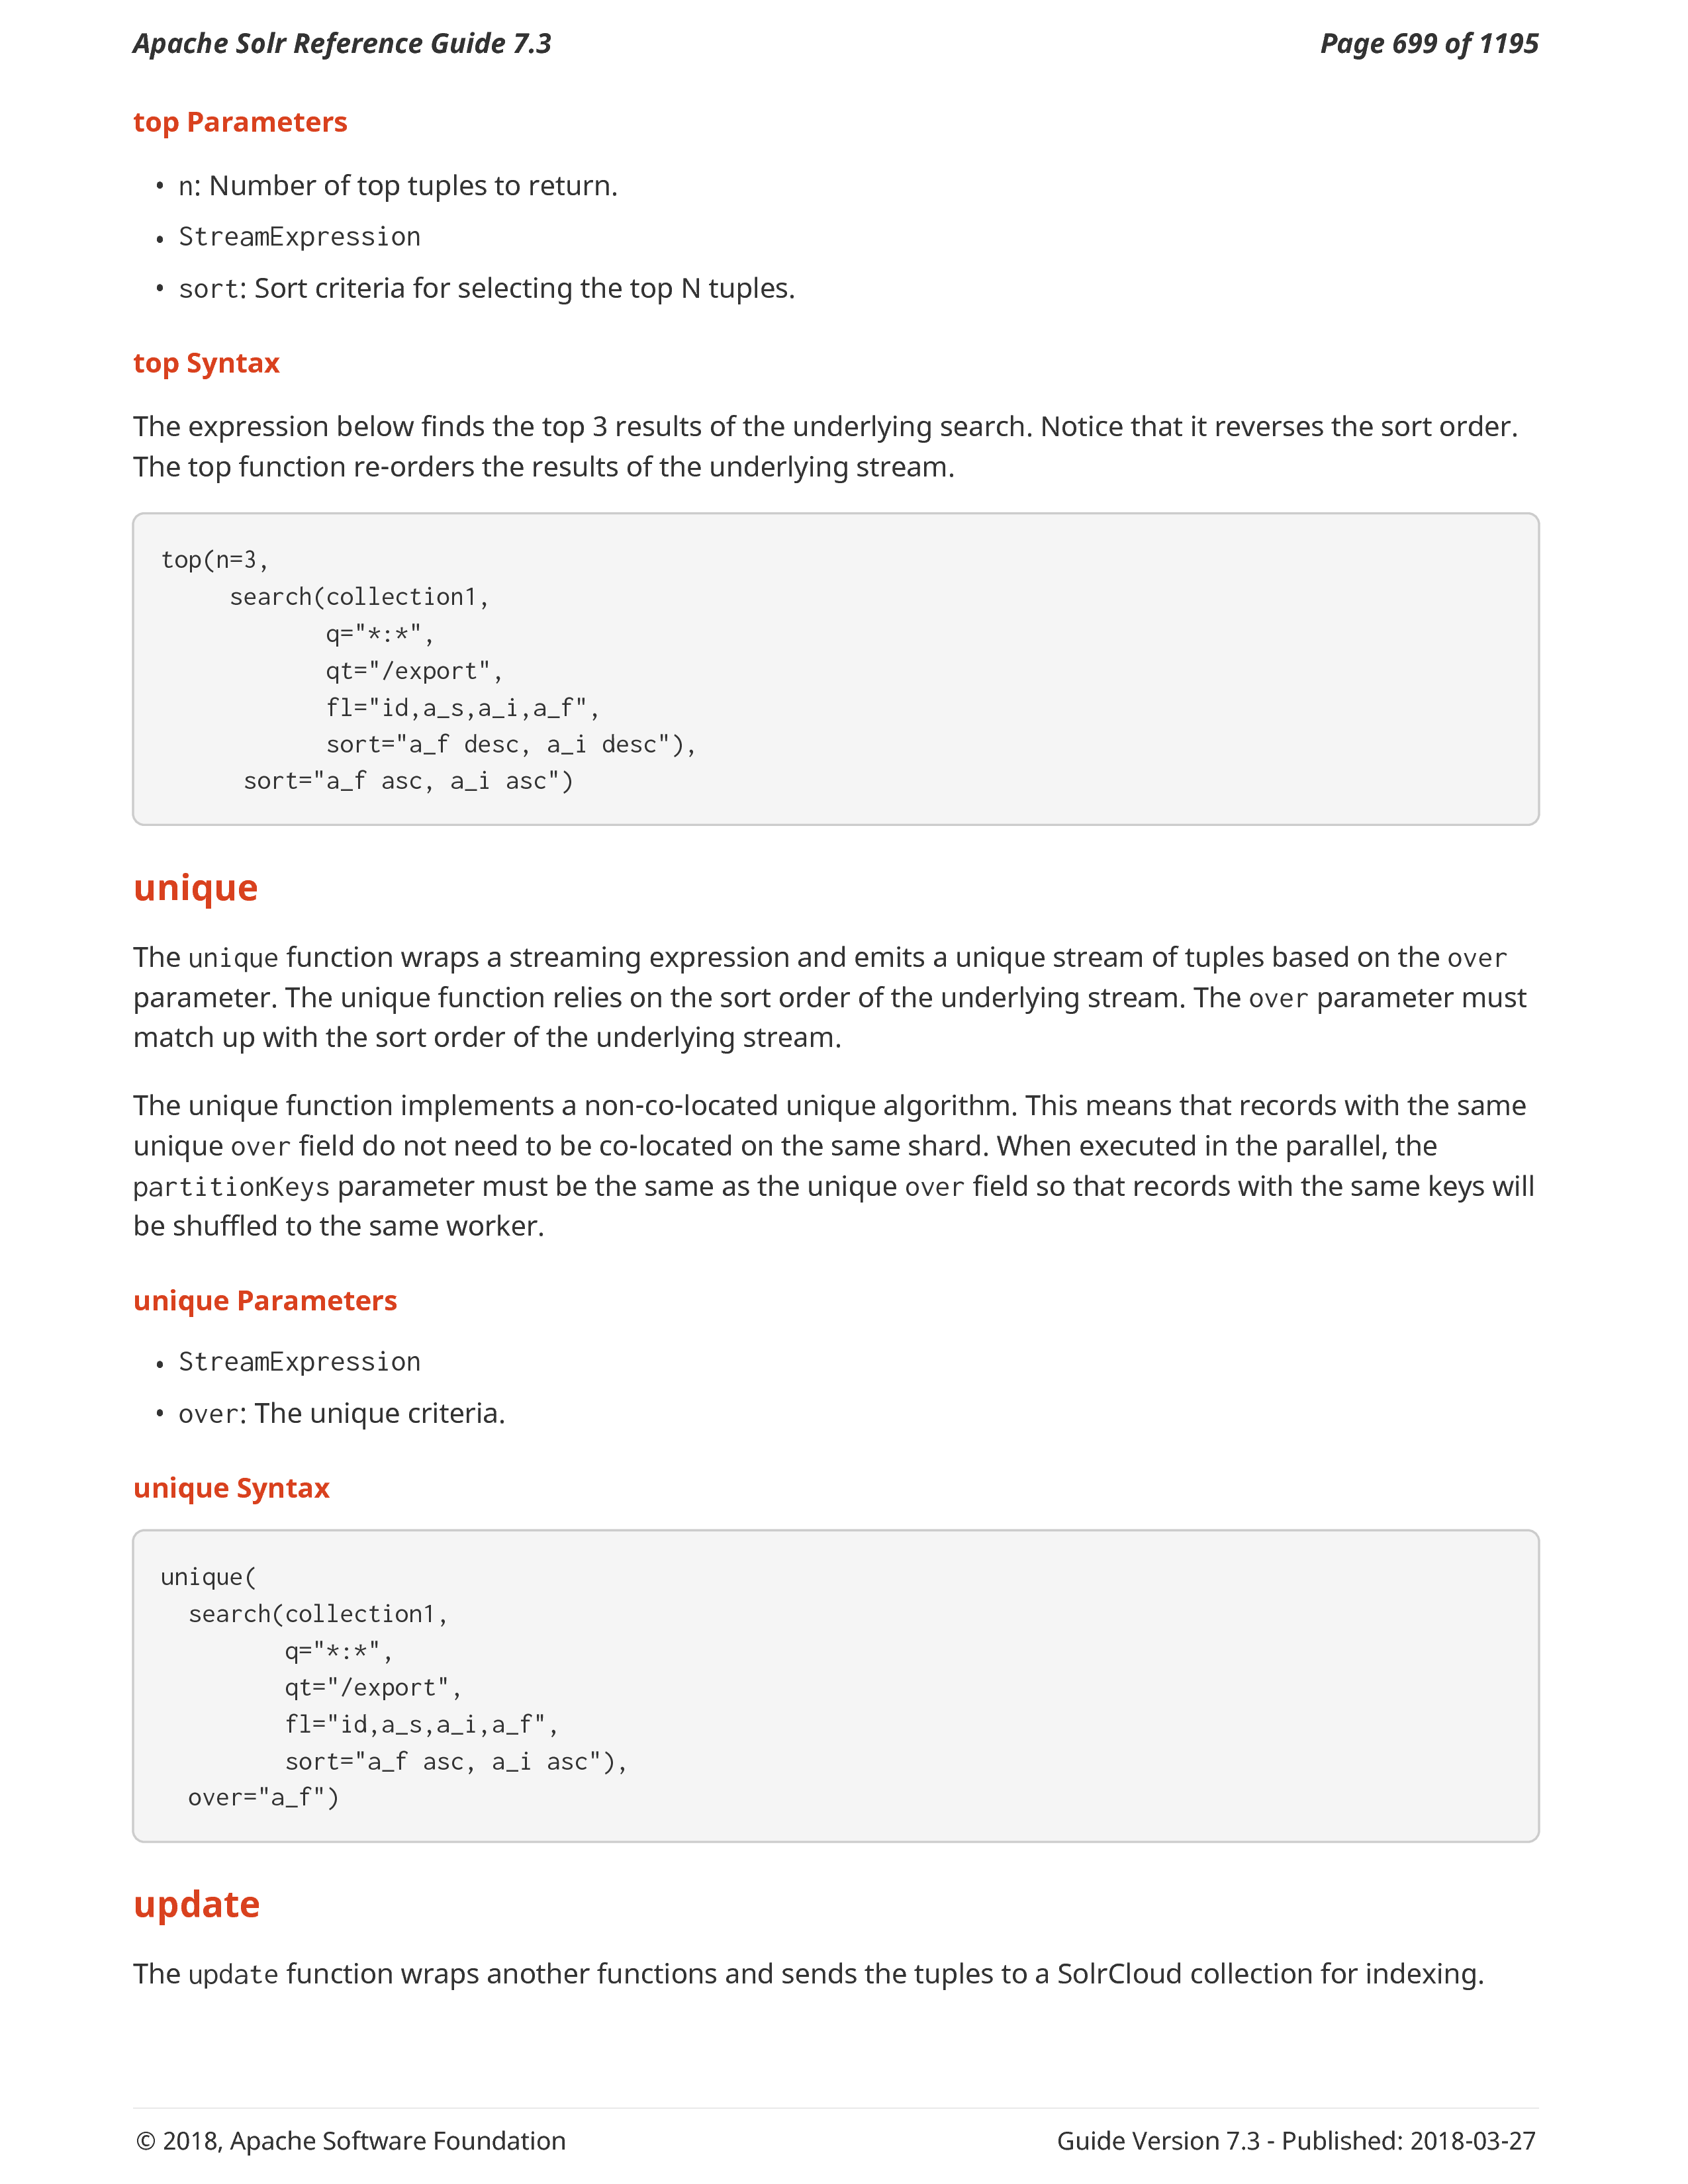 Apache Solr Reference Guide 7.3 Page 699 of 1195
top Parameters
• n: Number of top tuples to return.
• StreamExpression
• sort: Sort criteria for selecting the top N tuples.
top Syntax
The expression below finds the top 3 results of the underlying search. Notice that it reverses the sort order.
The top function re-orders the results of the underlying stream.
top(n=3,
     search(collection1,
            q="*:*",
            qt="/export",
            fl="id,a_s,a_i,a_f",
            sort="a_f desc, a_i desc"),
      sort="a_f asc, a_i asc")
unique
The unique function wraps a streaming expression and emits a unique stream of tuples based on the over
parameter. The unique function relies on the sort order of the underlying stream. The over parameter must
match up with the sort order of the underlying stream.
The unique function implements a non-co-located unique algorithm. This means that records with the same
unique over field do not need to be co-located on the same shard. When executed in the parallel, the
partitionKeys parameter must be the same as the unique over field so that records with the same keys will
be shuffled to the same worker.
unique Parameters
• StreamExpression
• over: The unique criteria.
unique Syntax
unique(
  search(collection1,
         q="*:*",
         qt="/export",
         fl="id,a_s,a_i,a_f",
         sort="a_f asc, a_i asc"),
  over="a_f")
update
The update function wraps another functions and sends the tuples to a SolrCloud collection for indexing.
© 2018, Apache Software Foundation Guide Version 7.3 - Published: 2018-03-27